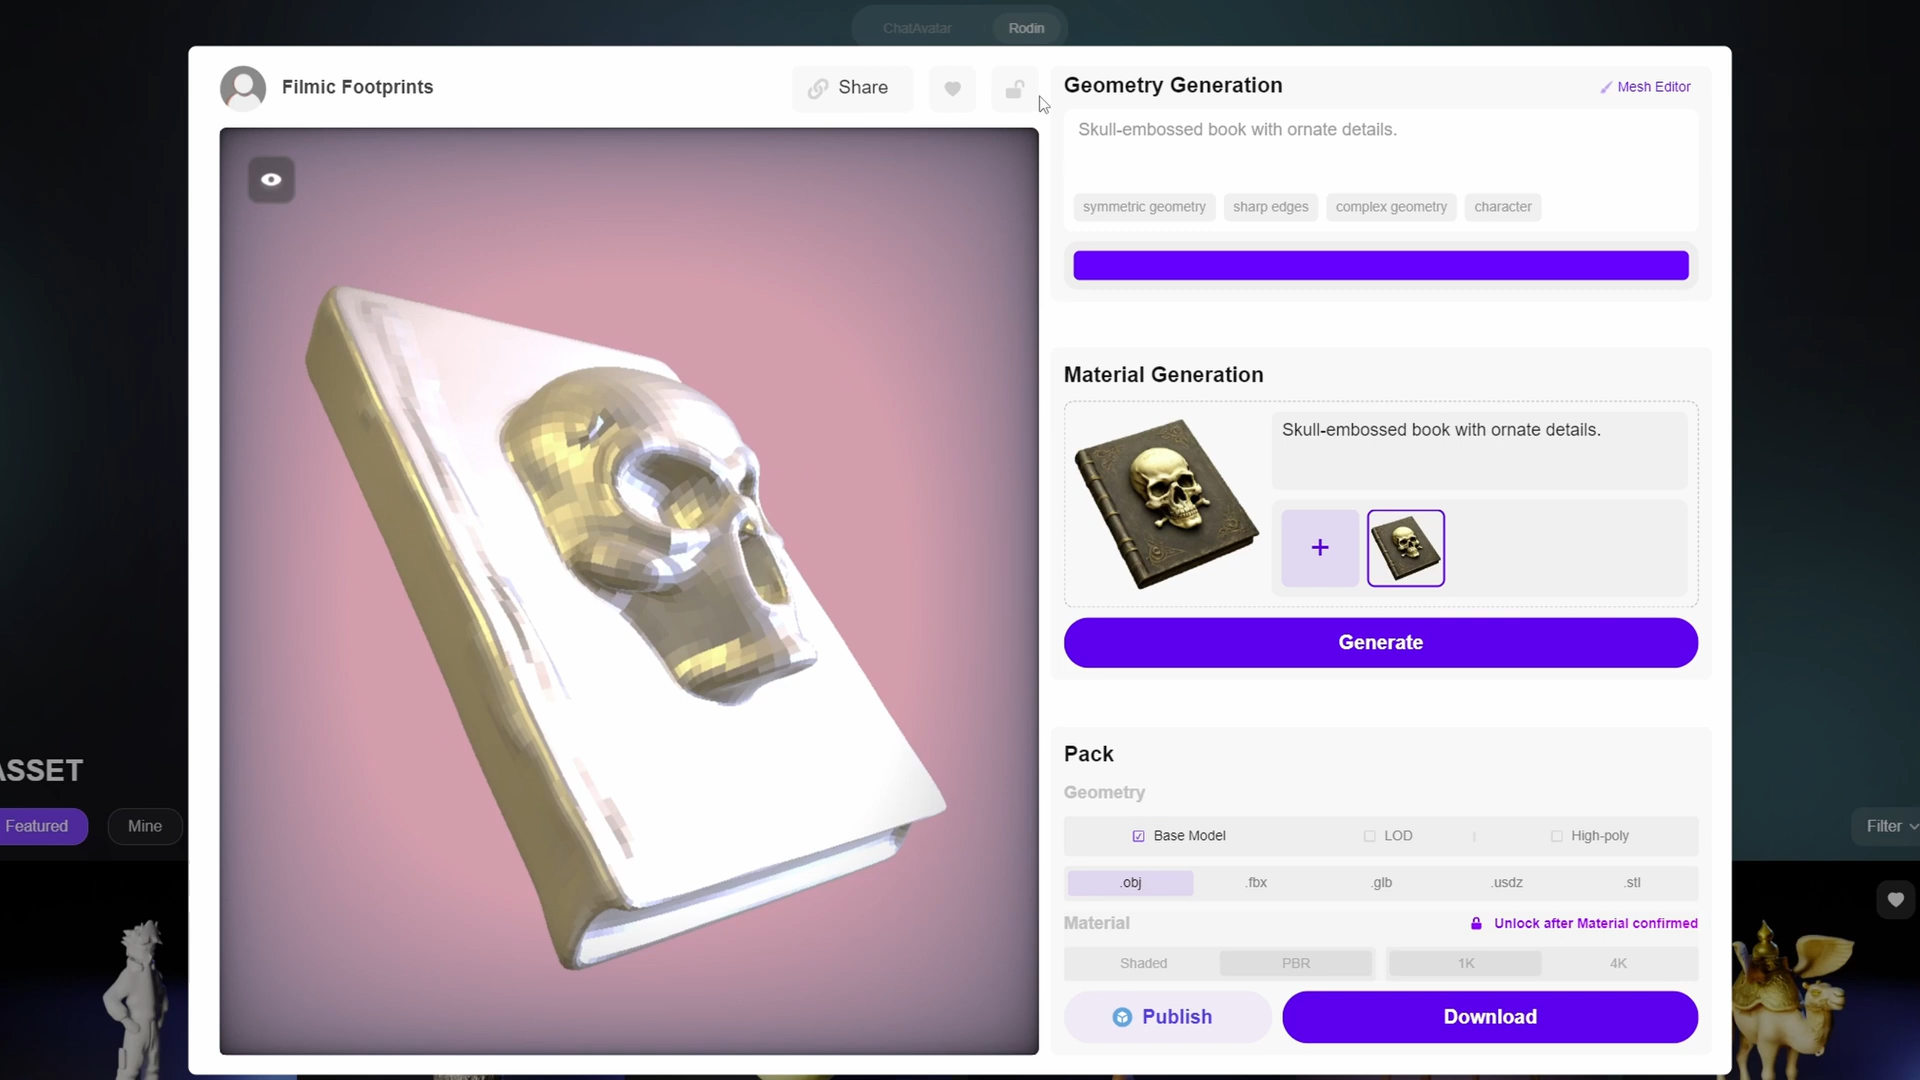 ChatAvatar
Rodin
Filmic Footprints
Share
Geometry Generation
Mesh Editor
Skull-embossed book with ornate details.
symmetric geometry
sharp edges
complex geometry
character
Material Generation
Skull-embossed book with ornate details.
+
Generate
Pack
Geometry
Base Model
LOD
High-poly
.obj
.fbx
.glb
.usdz
.stl
Material
Unlock after Material confirmed
Shaded
PBR
1K
4K
Publish
Download
ASSET
Featured
Mine
Filter